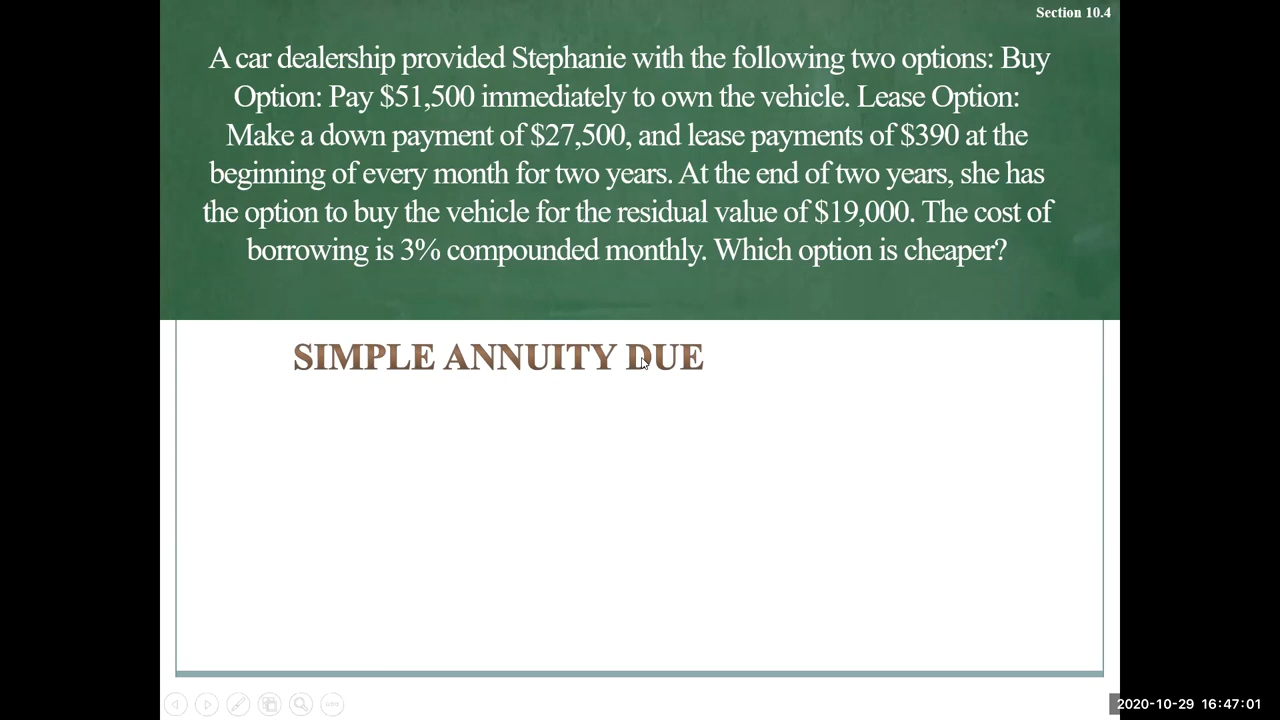 Section 10.4
A car dealership provided Stephanie with the following two options: Buy
Option: Pay $51,500 immediately to own the vehicle. Lease Option:
Make a down payment of $27,500, and lease payments of $390 at the
beginning of every month for two years. At the end of two years, she has
the option to buy the vehicle for the residual value of $19,000. The cost of
borrowing is 3% compounded monthly. Which option is cheaper?
SIMPLE ANNUITY DUE
2020-10-29 16:47:01